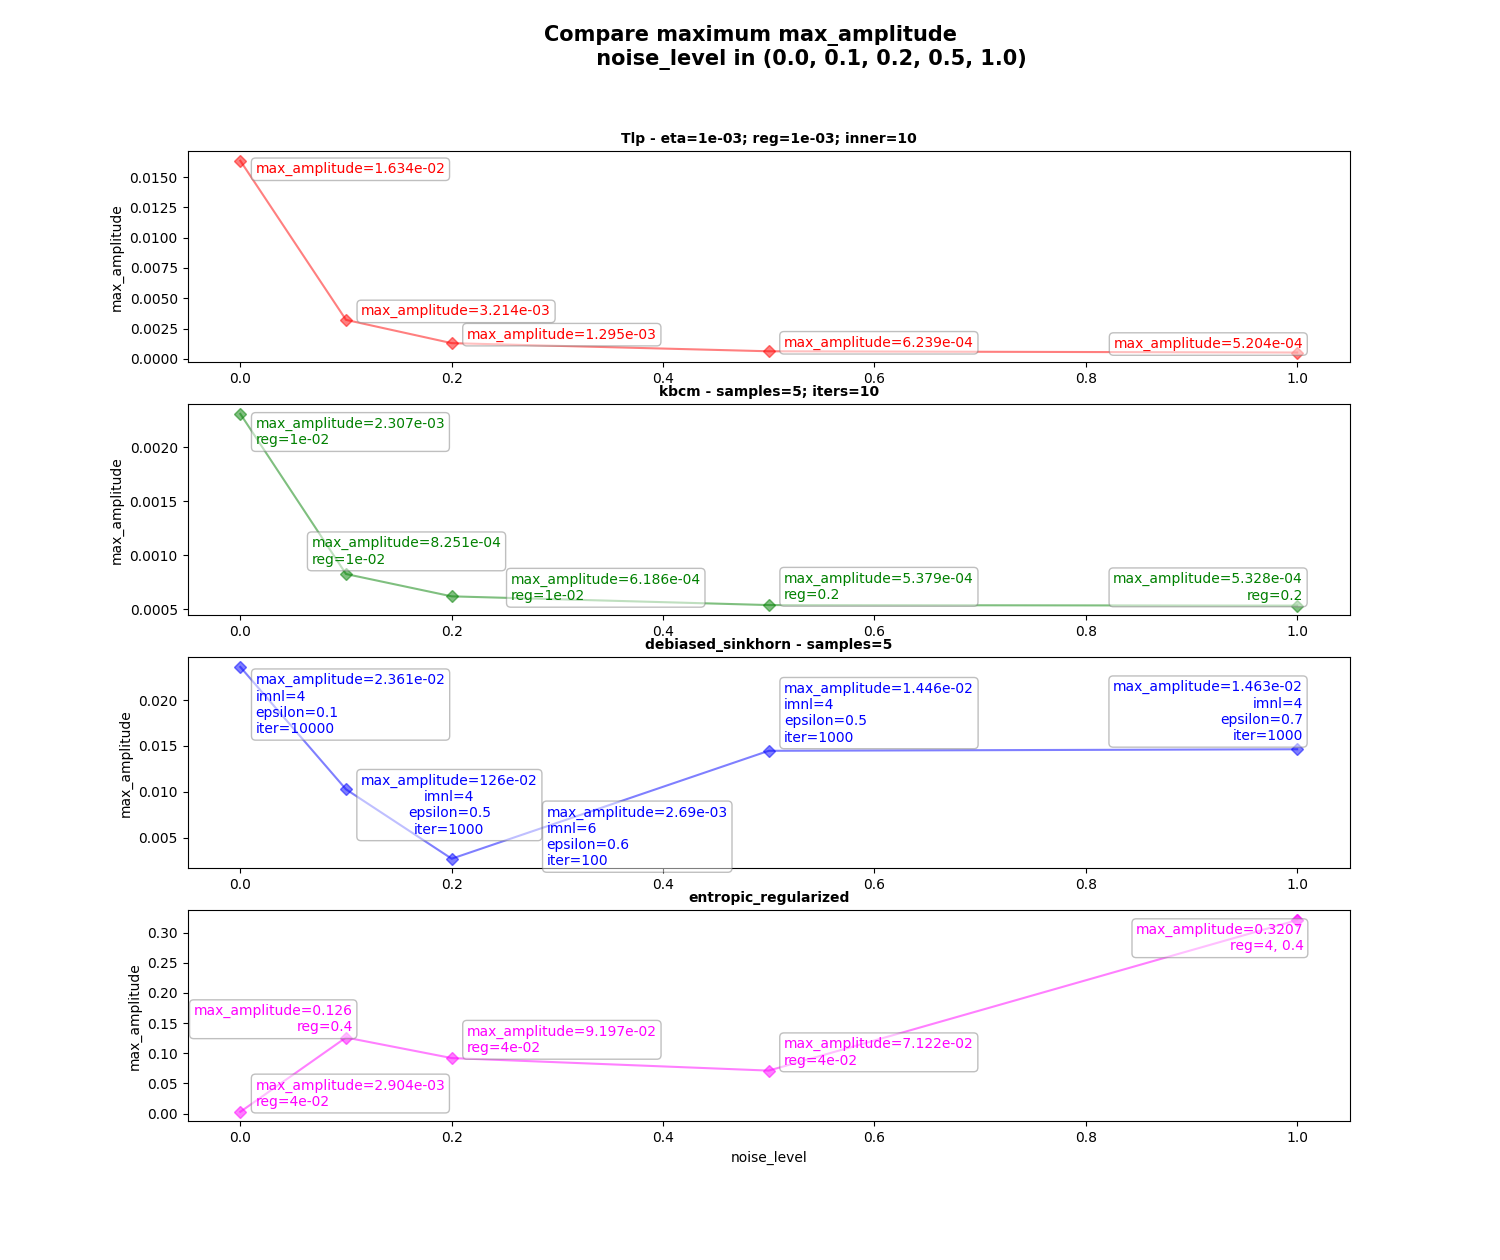 Compare maximum max_amplitude
noise_level in (0.0, 0.1, 0.2, 0.5, 1.0)
Tlp - eta=1e-03; reg=1e-03; inner=10
max_amplitude
0.0150
0.0125
0.0100
0.0075
0.0050
0.0025
0.0000
max_amplitude=1.634e-02
max_amplitude=3.214e-03
max_amplitude=1.295e-03
max_amplitude=6.239e-04
max_amplitude=5.204e-04
0.0 0.2 0.4 0.6 0.8 1.0
kbcm - samples=5; iters=10
max_amplitude
0.0020
0.0015
0.0010
0.0005
max_amplitude=2.307e-03
reg=1e-02
max_amplitude=8.251e-04
reg=1e-02
max_amplitude=6.186e-04
reg=1e-02
max_amplitude=5.379e-04
reg=0.2
max_amplitude=5.328e-04
reg=0.2
0.0 0.2 0.4 0.6 0.8 1.0
debiased_sinkhorn - samples=5
max_amplitude
0.020
0.015
0.010
0.005
max_amplitude=2.361e-02
imnl=4
epsilon=0.1
iter=10000
max_amplitude=126e-02
imnl=4
epsilon=0.5
iter=1000
max_amplitude=2.69e-03
imnl=6
epsilon=0.6
iter=100
max_amplitude=1.446e-02
imnl=4
epsilon=0.5
iter=1000
max_amplitude=1.463e-02
imnl=4
epsilon=0.7
iter=1000
0.0 0.2 0.4 0.6 0.8 1.0
entropic_regularized
max_amplitude
0.30
0.25
0.20
0.15
0.10
0.05
0.00
max_amplitude=2.904e-03
reg=4e-02
max_amplitude=0.126
reg=0.4
max_amplitude=9.197e-02
reg=4e-02
max_amplitude=7.122e-02
reg=4e-02
max_amplitude=0.3207
reg=4, 0.4
0.0 0.2 0.4 0.6 0.8 1.0
noise_level